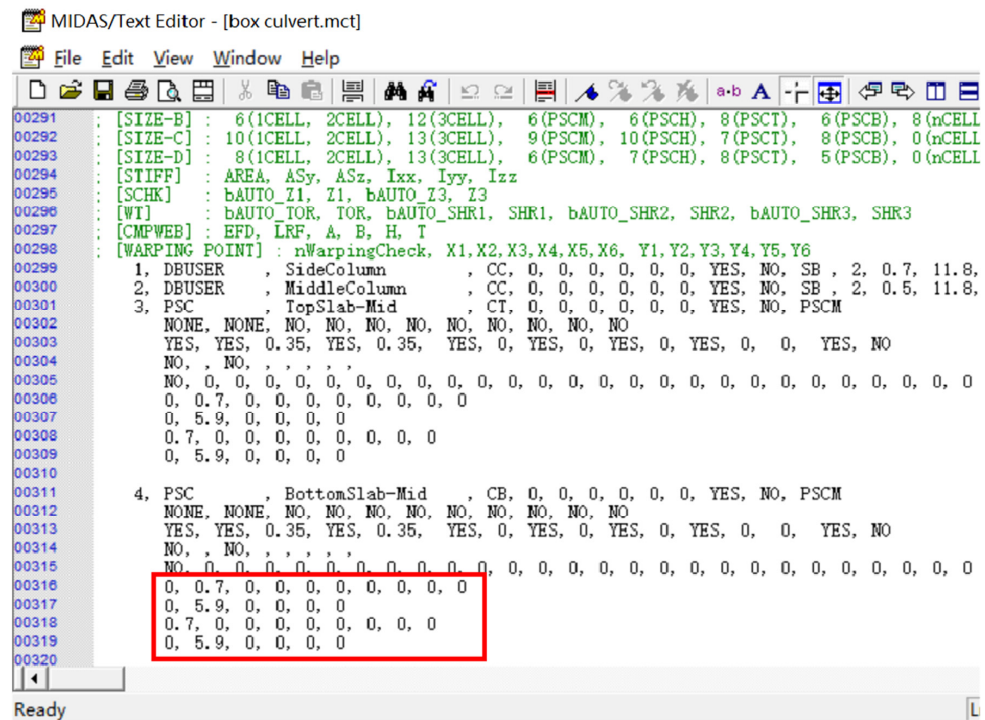 MIDAS/Text Editor - [box culvert.mct]
File Edit View Window Help
a·b A
00291 ; [SIZE-B] : 6(1CELL, 2CELL), 12(3CELL), 6(PSCM), 6(PSCH), 8(PSCT), 6(PSCB), 8(nCELL
00292 ; [SIZE-C] : 10(1CELL, 2CELL), 13(3CELL), 9(PSCM), 10(PSCH), 7(PSCT), 8(PSCB), 0(nCELL
00293 ; [SIZE-D] : 8(1CELL, 2CELL), 13(3CELL), 6(PSCM), 7(PSCH), 8(PSCT), 5(PSCB), 0(nCELL
00294 ; [STIFF] : AREA, ASy, ASz, Ixx, Iyy, Izz
00295 ; [SCHK] : bAUTO_Z1, Z1, bAUTO_Z3, Z3
00296 ; [WT] : bAUTO_TOR, TOR, bAUTO_SHR1, SHR1, bAUTO_SHR2, SHR2, bAUTO_SHR3, SHR3
00297 ; [CMPWEB] : EFD, LRF, A, B, H, T
00298 ; [WARPING POINT] : nWarpingCheck, X1,X2,X3,X4,X5,X6, Y1,Y2,Y3,Y4,Y5,Y6
00299 1, DBUSER , SideColumn , CC, 0, 0, 0, 0, 0, 0, YES, NO, SB , 2, 0.7, 11.8,
00300 2, DBUSER , MiddleColumn , CC, 0, 0, 0, 0, 0, 0, YES, NO, SB , 2, 0.5, 11.8,
00301 3, PSC , TopSlab-Mid , CT, 0, 0, 0, 0, 0, 0, YES, NO, PSCM
00302 NONE, NONE, NO, NO, NO, NO, NO, NO, NO, NO, NO
00303 YES, YES, 0.35, YES, 0.35, YES, 0, YES, 0, YES, 0, YES, 0, 0, YES, NO
00304 NO, , NO, , , , , ,
00305 NO, 0, 0, 0, 0, 0, 0, 0, 0, 0, 0, 0, 0, 0, 0, 0, 0, 0, 0, 0, 0, 0, 0, 0, 0, 0, 0
00306 0, 0.7, 0, 0, 0, 0, 0, 0, 0, 0
00307 0, 5.9, 0, 0, 0, 0
00308 0.7, 0, 0, 0, 0, 0, 0, 0, 0
00309 0, 5.9, 0, 0, 0, 0
00310
00311 4, PSC , BottomSlab-Mid , CB, 0, 0, 0, 0, 0, 0, YES, NO, PSCM
00312 NONE, NONE, NO, NO, NO, NO, NO, NO, NO, NO, NO
00313 YES, YES, 0.35, YES, 0.35, YES, 0, YES, 0, YES, 0, YES, 0, 0, YES, NO
00314 NO, , NO, , , , , ,
00315 NO, 0, 0, 0, 0, 0, 0, 0, 0, 0, 0, 0, 0, 0, 0, 0, 0, 0, 0, 0, 0, 0, 0, 0, 0, 0, 0
00316 0, 0.7, 0, 0, 0, 0, 0, 0, 0, 0
00317 0, 5.9, 0, 0, 0, 0
00318 0.7, 0, 0, 0, 0, 0, 0, 0, 0
00319 0, 5.9, 0, 0, 0, 0
00320
Ready